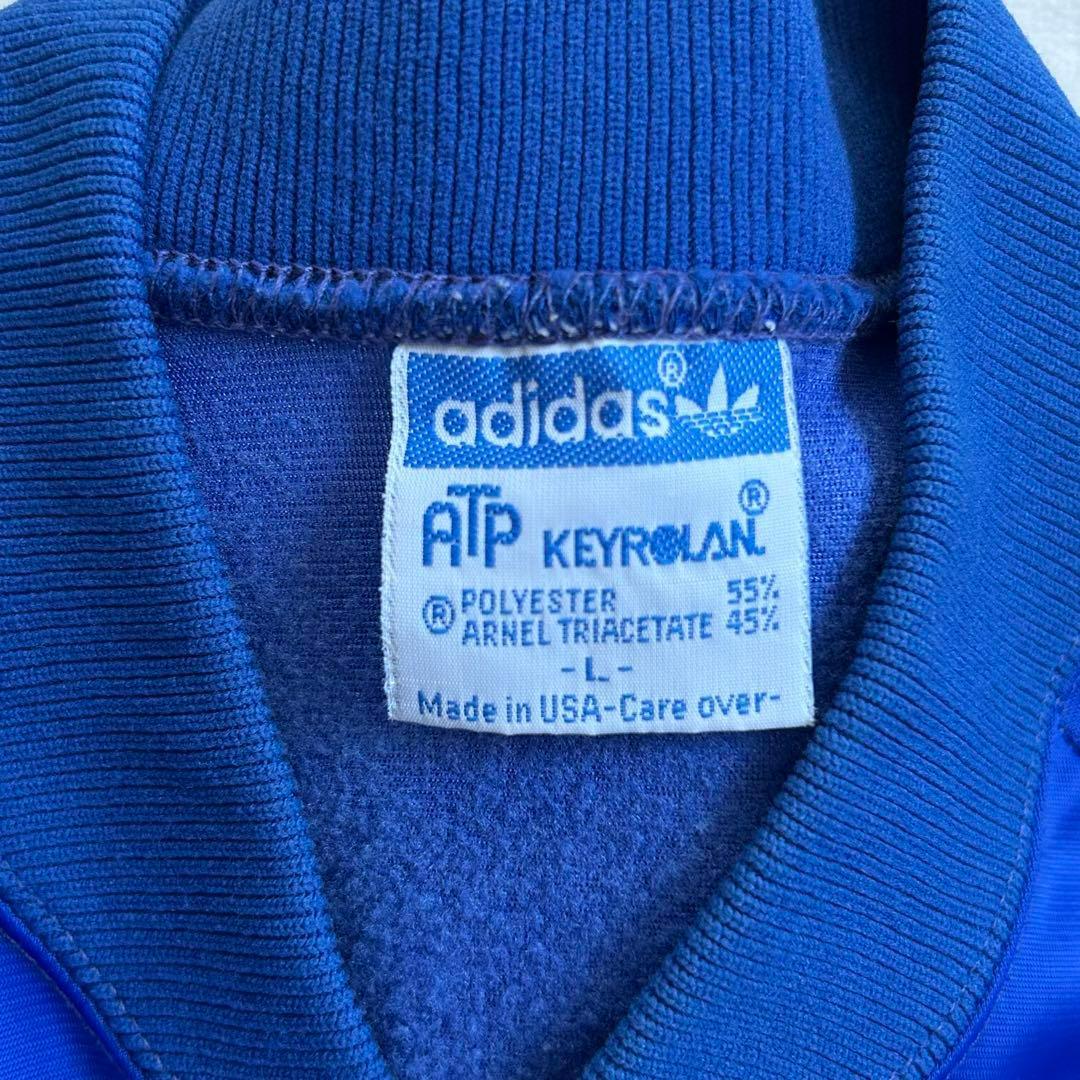 adidas®
ATP KEYROLAN®
® POLYESTER 55%
ARNEL TRIACETATE 45%
- L -
Made in USA-Care over-